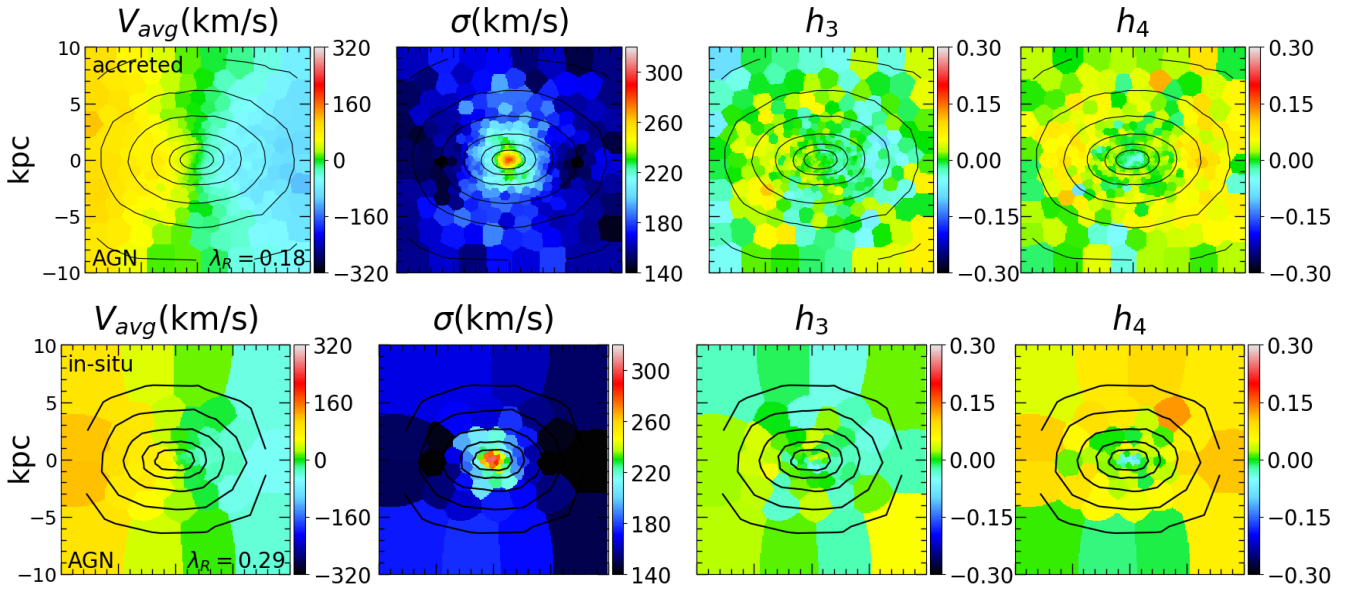 V_avg(km/s) σ(km/s) h_3 h_4
10 320 300 0.30 0.30
accreted
5 160 260 0.15 0.15
kpc 0 0 220 0.00 0.00
−5 −160 180 −0.15 −0.15
AGN λ_R = 0.18
−10 −320 140 −0.30 −0.30
V_avg(km/s) σ(km/s) h_3 h_4
10 320 300 0.30 0.30
in-situ
5 160 260 0.15 0.15
kpc 0 0 220 0.00 0.00
−5 −160 180 −0.15 −0.15
AGN λ_R = 0.29
−10 −320 140 −0.30 −0.30